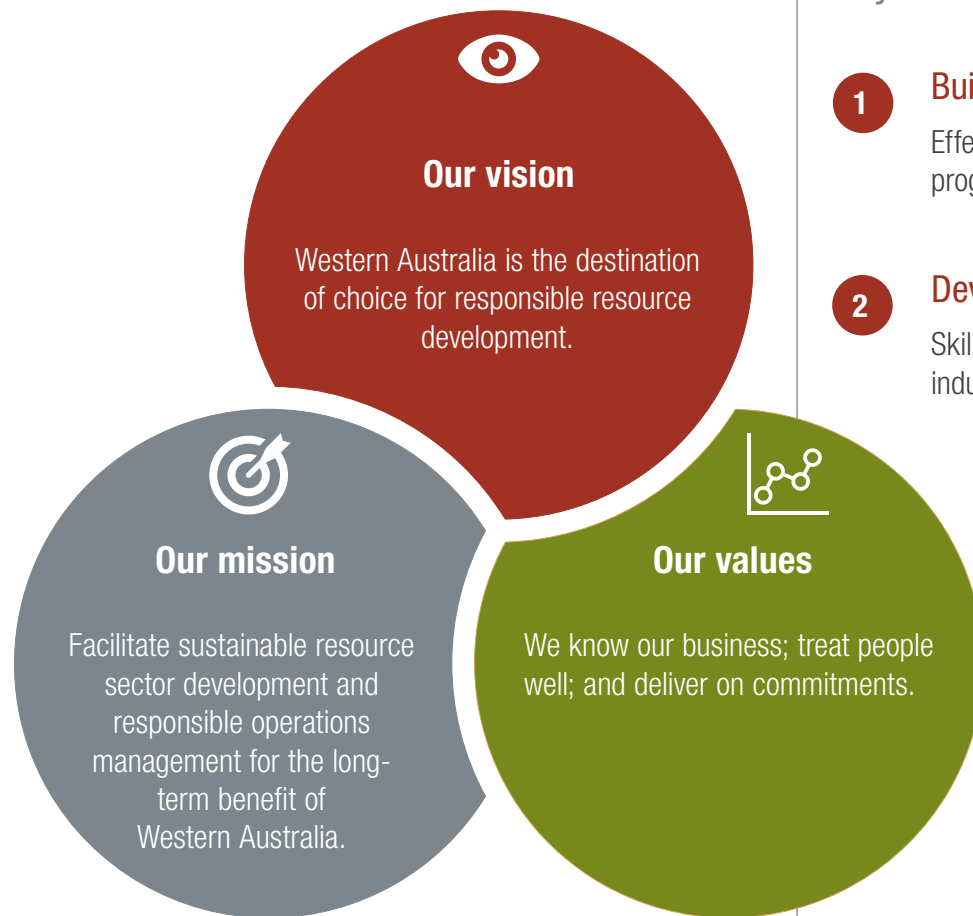 Our vision
Western Australia is the destination
of choice for responsible resource
development.
Our mission
Facilitate sustainable resource
sector development and
responsible operations
management for the long-
term benefit of
Western Australia.
Our values
We know our business; treat people
well; and deliver on commitments.
1
2